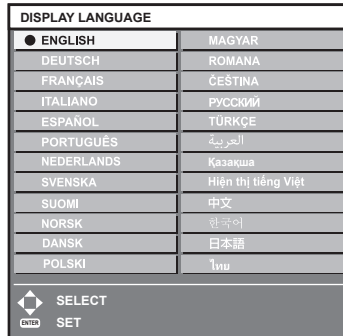 DISPLAY LANGUAGE
ENGLISH
DEUTSCH
FRANÇAIS
ITALIANO
ESPAÑOL
PORTUGUÊS
NEDERLANDS
SVENSKA
SUOMI
NORSK
DANSK
POLSKI
MAGYAR
ROMANA
ČEŠTINA
РУССКИЙ
TÜRKÇE
العربية
Қазақша
Hiện thị tiếng Việt
中文
한국어
日本語
ไทย
SELECT
ENTER SET